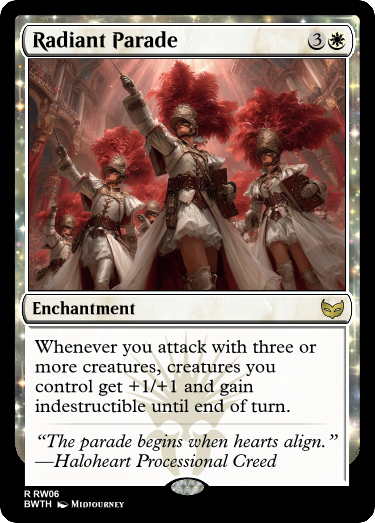 Radiant Parade 3
Enchantment
Whenever you attack with three or
more creatures, creatures you
control get +1/+1 and gain
indestructible until end of turn.
“The parade begins when hearts align.”
—Haloheart Processional Creed
R RW06
BWTH Midjourney